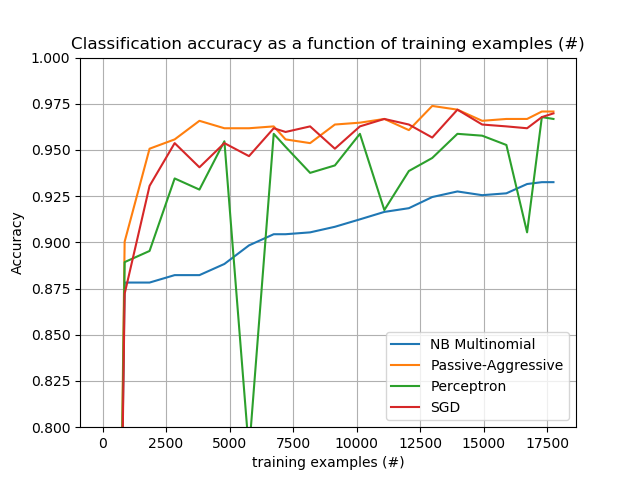 Classification accuracy as a function of training examples (#)
1.000
0.975
0.950
0.925
0.900
0.875
0.850
0.825
0.800
Accuracy
0 2500 5000 7500 10000 12500 15000 17500
training examples (#)
NB Multinomial
Passive-Aggressive
Perceptron
SGD